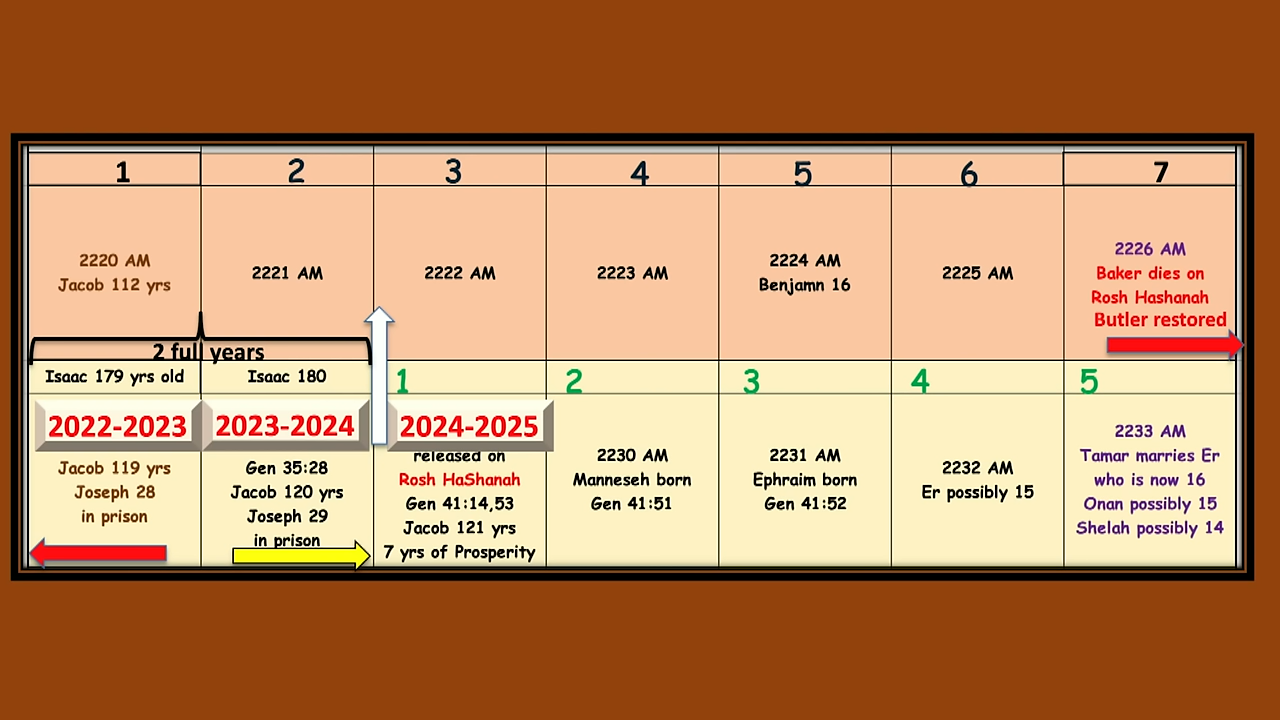 1
2
3
4
5
6
7
2220 AM
Jacob 112 yrs
2221 AM
2222 AM
2223 AM
2224 AM
Benjamn 16
2225 AM
2226 AM
Baker dies on
Rosh Hashanah
Butler restored
2 full years
Isaac 179 yrs old
Isaac 180
1
2
3
4
5
2022-2023
Jacob 119 yrs
Joseph 28
in prison
2023-2024
Gen 35:28
Jacob 120 yrs
Joseph 29
in prison
2024-2025
released on
Rosh HaShanah
Gen 41:14,53
Jacob 121 yrs
7 yrs of Prosperity
2230 AM
Manneseh born
Gen 41:51
2231 AM
Ephraim born
Gen 41:52
2232 AM
Er possibly 15
2233 AM
Tamar marries Er
who is now 16
Onan possibly 15
Shelah possibly 14